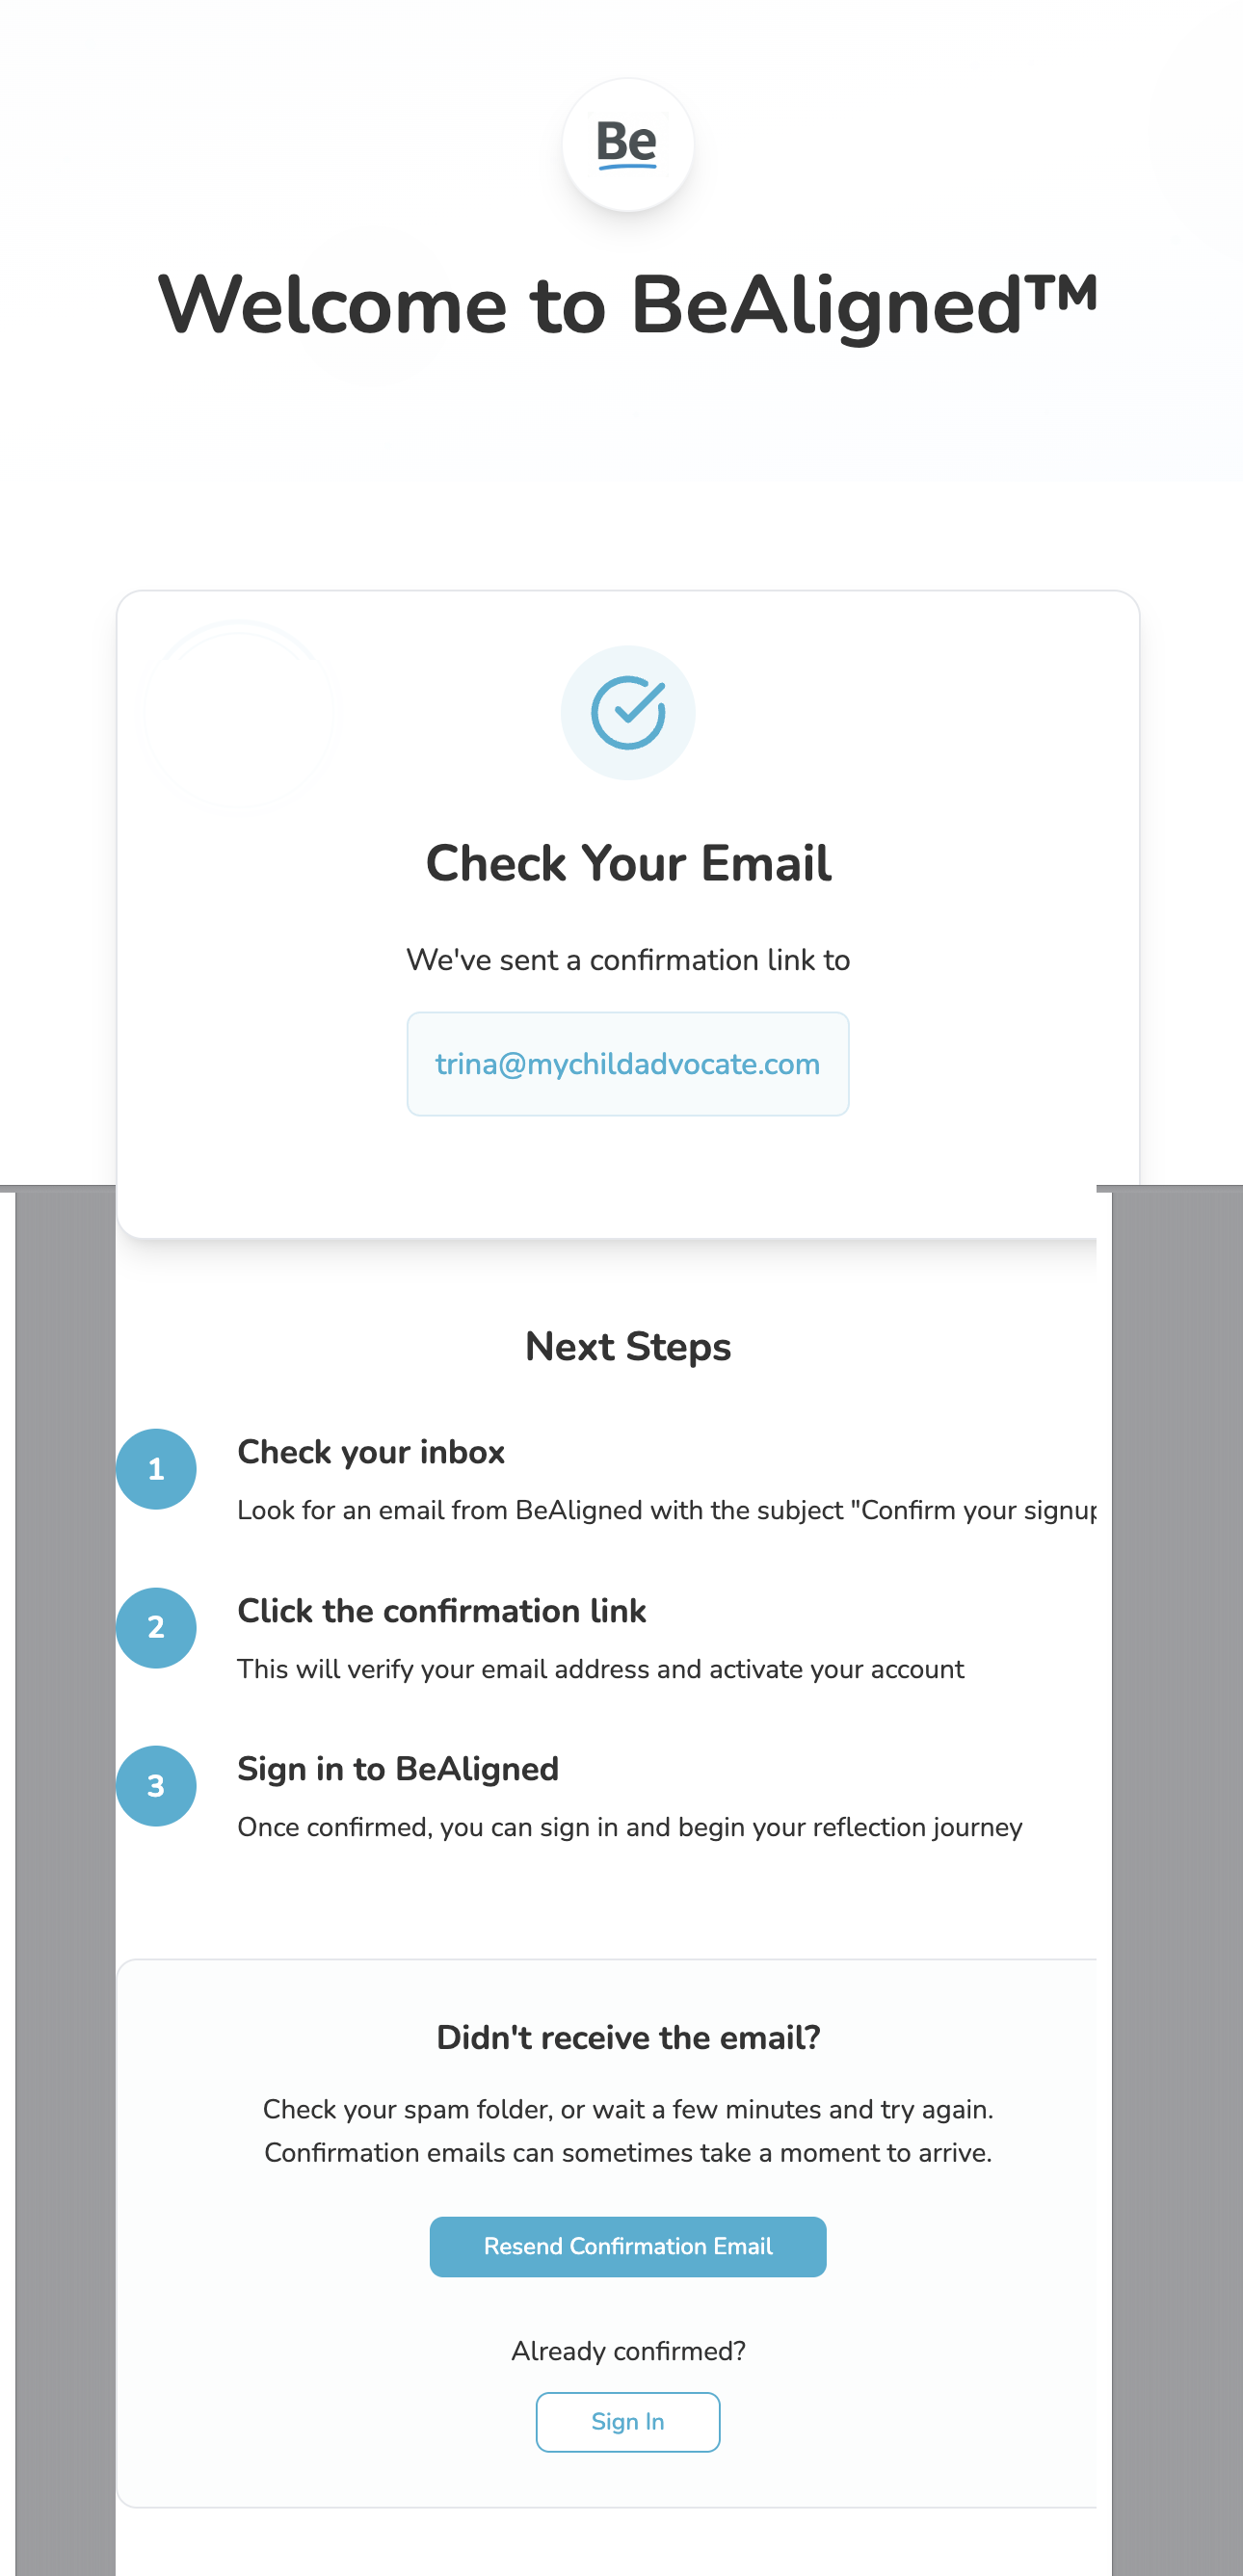 Be
Welcome to BeAligned™
Check Your Email
We've sent a confirmation link to
trina@mychildadvocate.com
Next Steps
1
Check your inbox
Look for an email from BeAligned with the subject "Confirm your signup
2
Click the confirmation link
This will verify your email address and activate your account
3
Sign in to BeAligned
Once confirmed, you can sign in and begin your reflection journey
Didn't receive the email?
Check your spam folder, or wait a few minutes and try again.
Confirmation emails can sometimes take a moment to arrive.
Resend Confirmation Email
Already confirmed?
Sign In